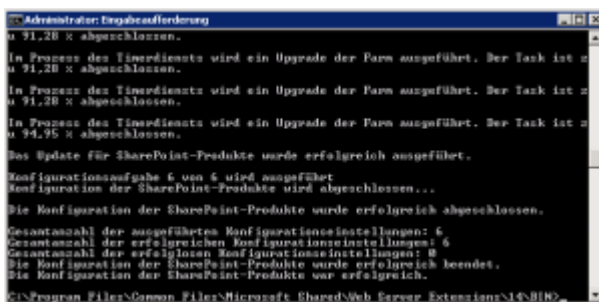 Administrator: Eingabeaufforderung
u 91,28 % abgeschlossen.
Im Prozess des Timerdiensts wird ein Upgrade der Farm ausgeführt. Der Task ist z
u 91,28 % abgeschlossen.
Im Prozess des Timerdiensts wird ein Upgrade der Farm ausgeführt. Der Task ist z
u 91,28 % abgeschlossen.
Im Prozess des Timerdiensts wird ein Upgrade der Farm ausgeführt. Der Task ist z
u 94,95 % abgeschlossen.
Das Update für SharePoint-Produkte wurde erfolgreich ausgeführt.
Konfigurationsaufgabe 6 von 6 wird ausgeführt
Konfiguration der SharePoint-Produkte wird abgeschlossen...
Die Konfiguration der SharePoint-Produkte wurde erfolgreich abgeschlossen.
Gesamtanzahl der ausgeführten Konfigurationseinstellungen: 6
Gesamtanzahl der erfolgreichen Konfigurationseinstellungen: 6
Gesamtanzahl der erfolglosen Konfigurationseinstellungen: 0
Die Konfiguration der SharePoint-Produkte wurde erfolgreich beendet.
Die Konfiguration der SharePoint-Produkte war erfolgreich.
C:\Program Files\Common Files\Microsoft Shared\Web Server Extensions\14\BIN>_